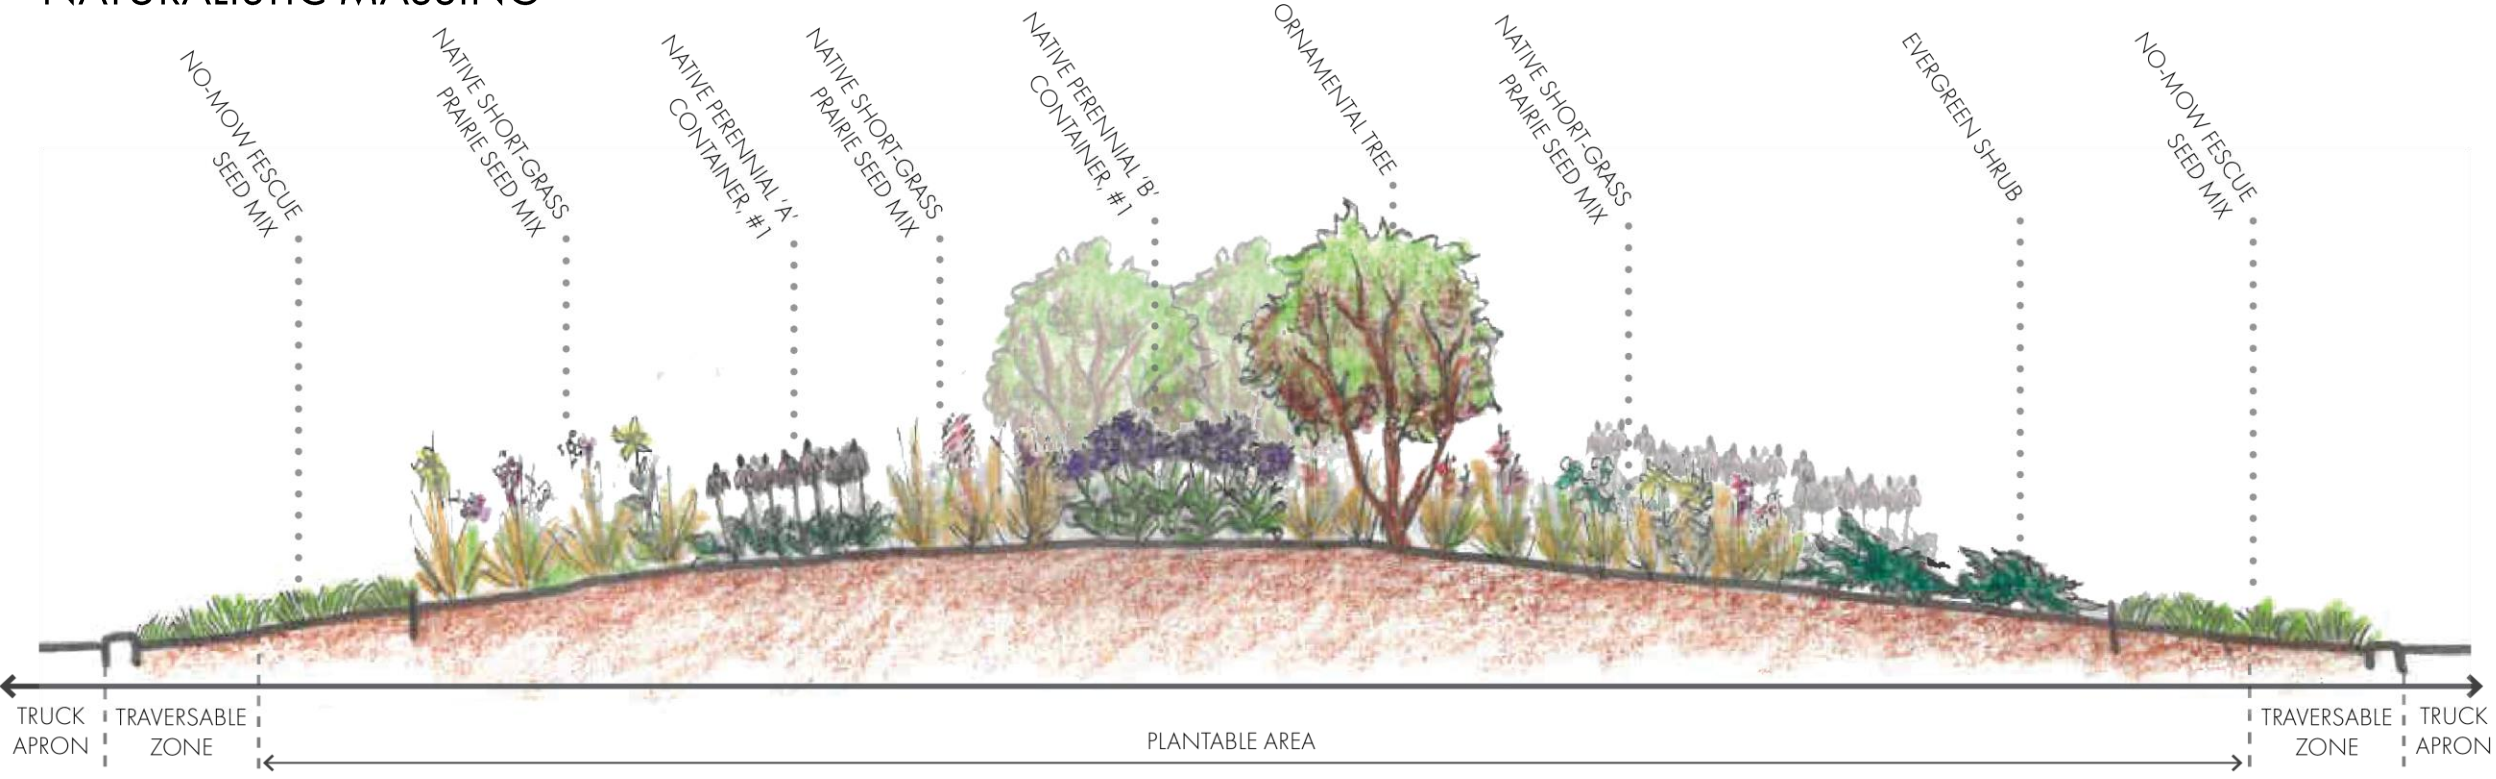 NATURALISTIC MASSING
NO-MOW FESCUE
SEED MIX
NATIVE SHORT-GRASS
PRAIRIE SEED MIX
NATIVE PERENNIAL 'A'
CONTAINER, #1
NATIVE SHORT-GRASS
PRAIRIE SEED MIX
NATIVE PERENNIAL 'B'
CONTAINER, #1
ORNAMENTAL TREE
NATIVE SHORT-GRASS
PRAIRIE SEED MIX
EVERGREEN SHRUB
NO-MOW FESCUE
SEED MIX
TRUCK
APRON
TRAVERSABLE
ZONE
PLANTABLE AREA
TRAVERSABLE
ZONE
TRUCK
APRON